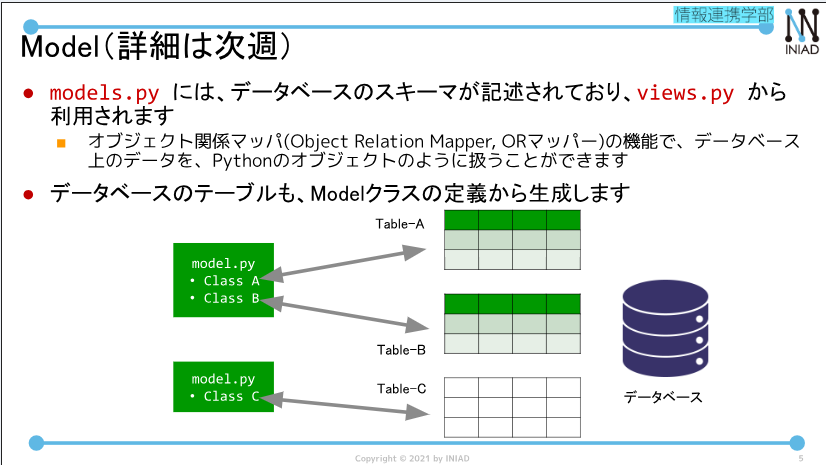 情報連携学部
INIAD
Model(詳細は次週)
● models.py には、データベースのスキーマが記述されており、views.py から
利用されます
■ オブジェクト関係マッパ(Object Relation Mapper, ORマッパー)の機能で、データベース
上のデータを、Pythonのオブジェクトのように扱うことができます
● データベースのテーブルも、Modelクラスの定義から生成します
Table-A
model.py
• Class A
• Class B
Table-B
model.py
• Class C
Table-C
データベース
Copyright © 2021 by INIAD
5